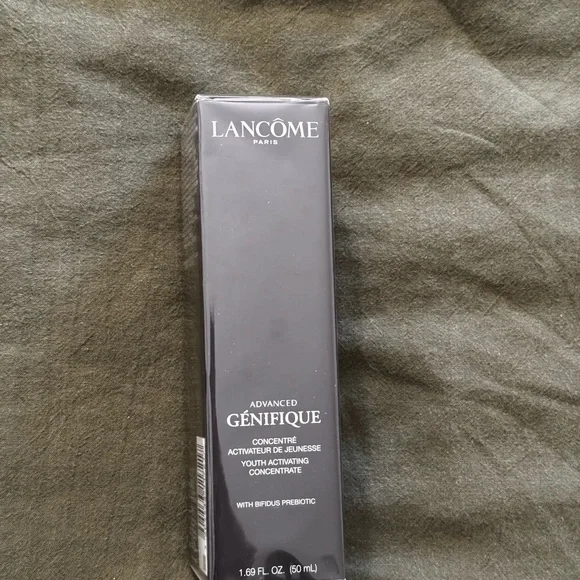 LANCÔME
PARIS
ADVANCED
GÉNIFIQUE
CONCENTRÉ
ACTIVATEUR DE JEUNESSE
YOUTH ACTIVATING
CONCENTRATE
WITH BIFIDUS PREBIOTIC
1.69 FL. OZ. (50 mL)